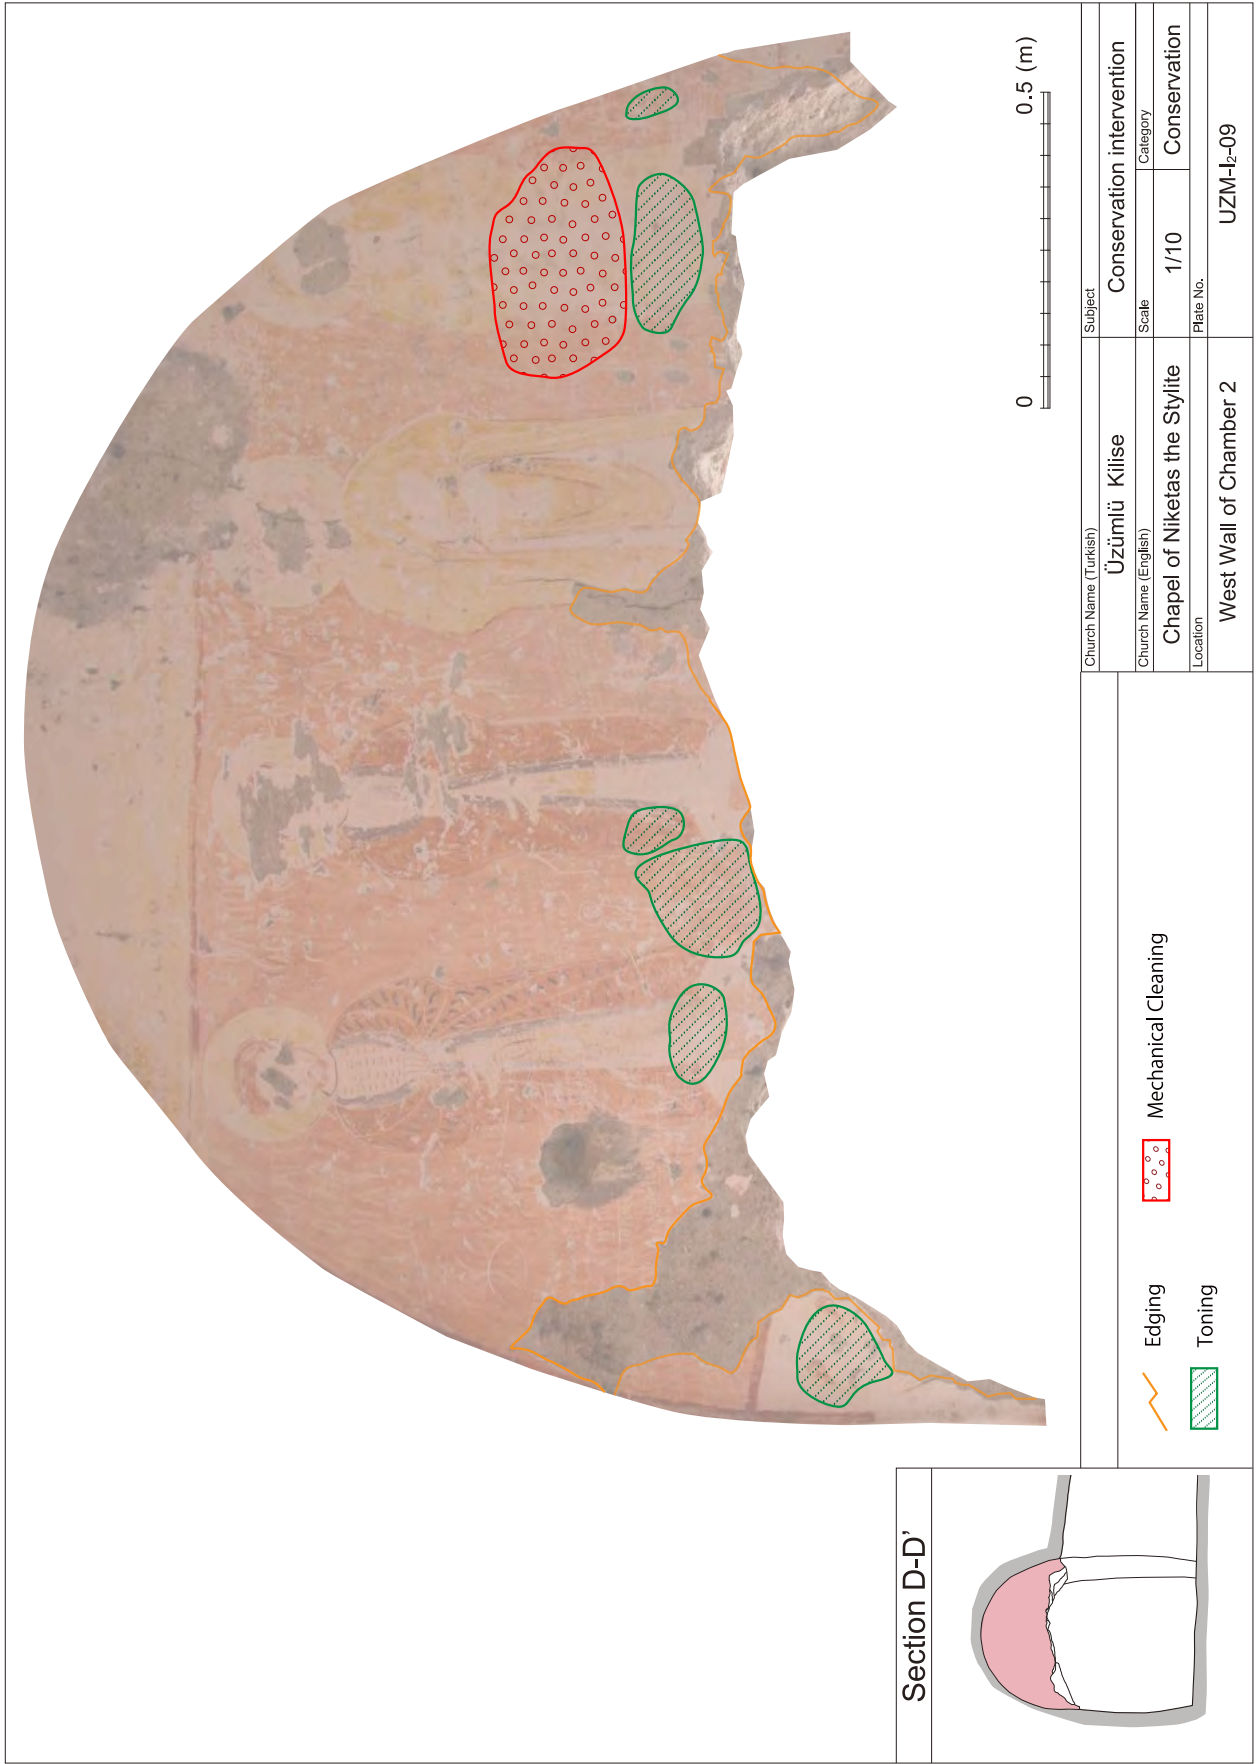 0
0.5 (m)
Section D-D'
Edging
Mechanical Cleaning
Toning
Church Name (Turkish)
Üzümlü Kilise
Church Name (English)
Chapel of Niketas the Stylite
Location
West Wall of Chamber 2
Subject
Conservation intervention
Scale
1/10
Category
Conservation
Plate No.
UZM-I₂-09